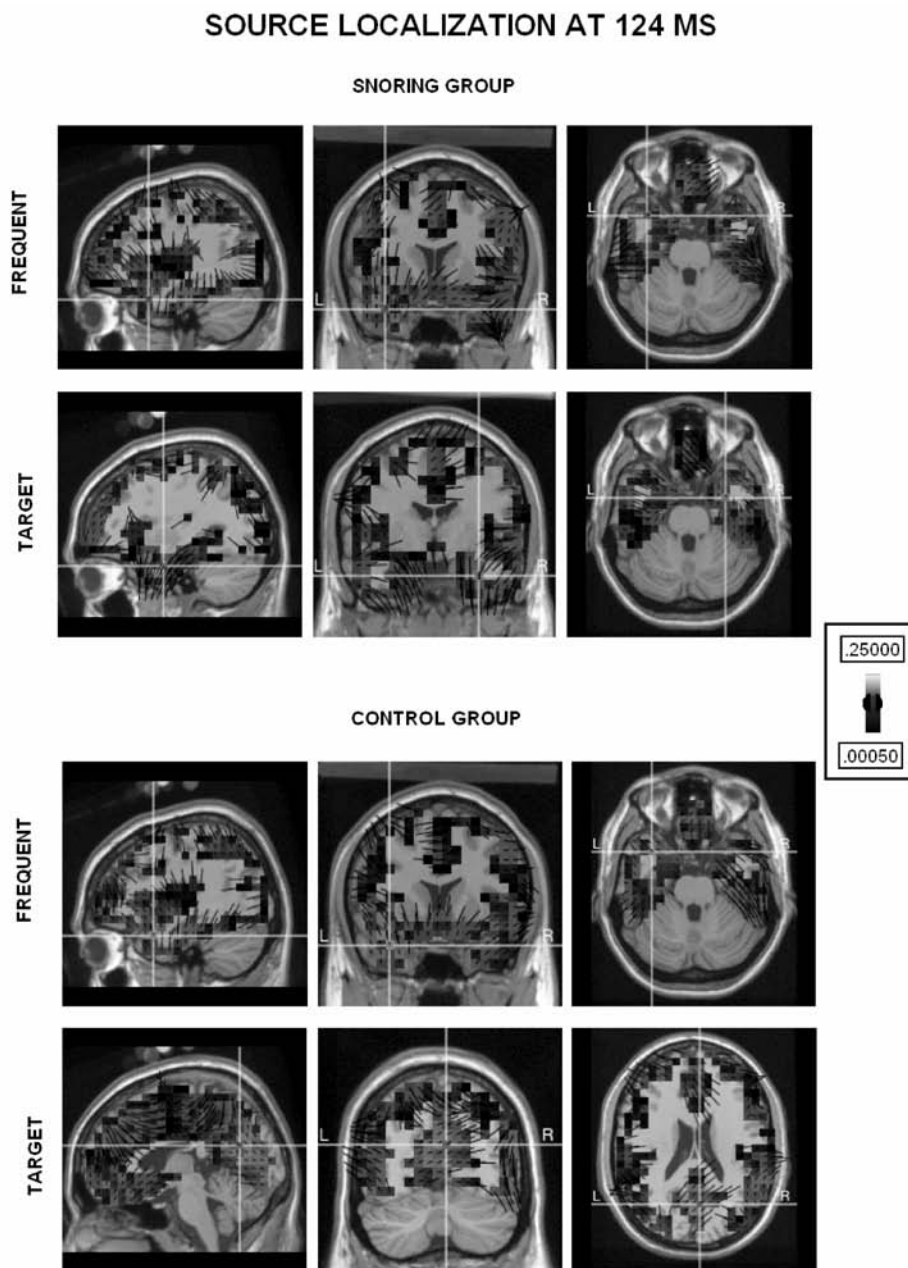 SOURCE LOCALIZATION AT 124 MS
SNORING GROUP
FREQUENT
L R
L R
TARGET
L R
L R
.25000
.00050
CONTROL GROUP
FREQUENT
L R
L R
TARGET
L R
L R